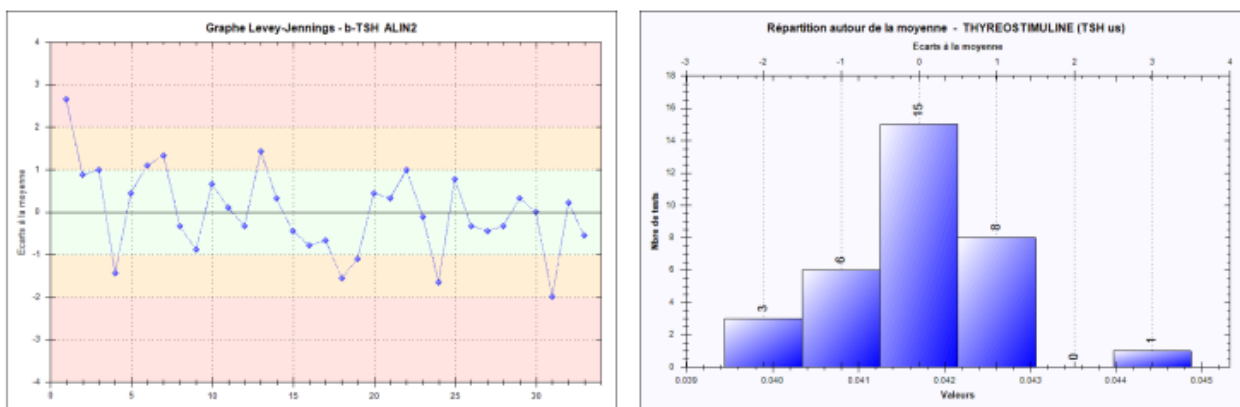 Graphe Levey-Jennings - b-TSH ALIN2
Ecarts à la moyenne
4
3
2
1
0
-1
-2
-3
-4
0 5 10 15 20 25 30
Répartition autour de la moyenne - THYREOSTIMULINE (TSH us)
Ecarts à la moyenne
-3 -2 -1 0 1 2 3 4
Nbre de tests
18
16
14
12
10
8
6
4
2
0
3 6 15 8 0 1
0.039 0.040 0.041 0.042 0.043 0.044 0.045
Valeurs